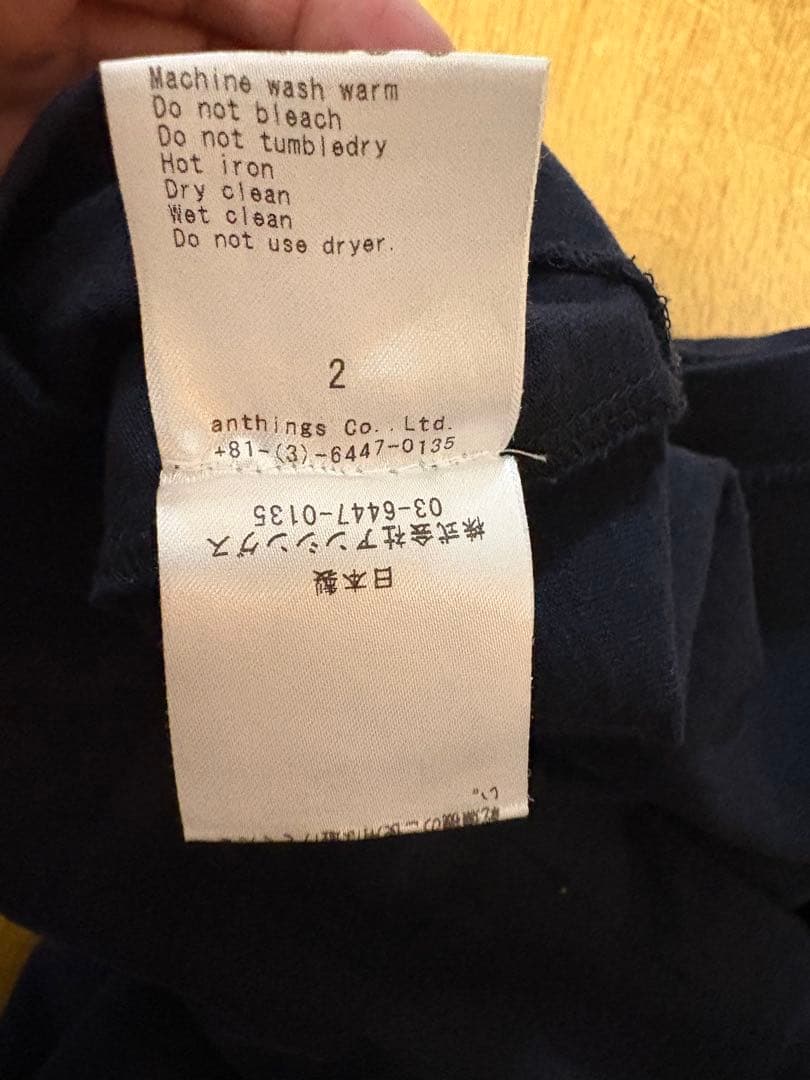 Machine wash warm
Do not bleach
Do not tumbledry
Hot iron
Dry clean
Wet clean
Do not use dryer.
2
anthings Co.,Ltd.
+81-(3)-6447-0135
03-6447-0135
株式会社アンシングス
日本製
い。